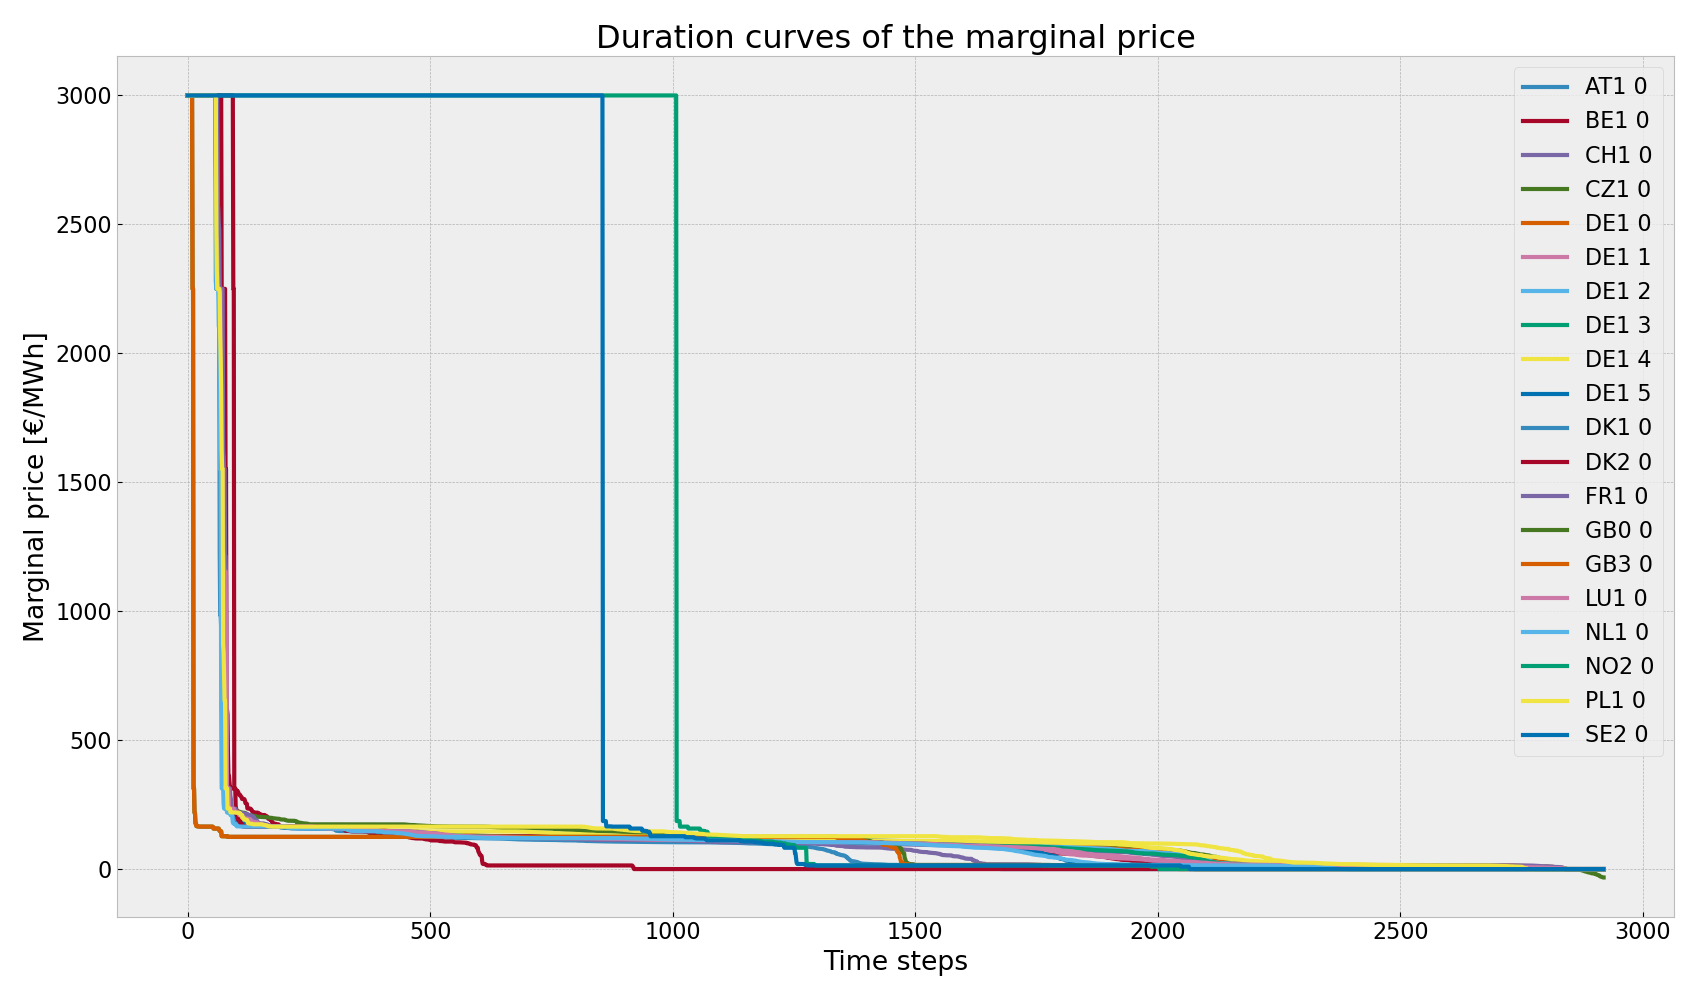 Duration curves of the marginal price
Marginal price [€/MWh]
3000
2500
2000
1500
1000
500
0
0 500 1000 1500 2000 2500 3000
Time steps
AT1 0
BE1 0
CH1 0
CZ1 0
DE1 0
DE1 1
DE1 2
DE1 3
DE1 4
DE1 5
DK1 0
DK2 0
FR1 0
GB0 0
GB3 0
LU1 0
NL1 0
NO2 0
PL1 0
SE2 0